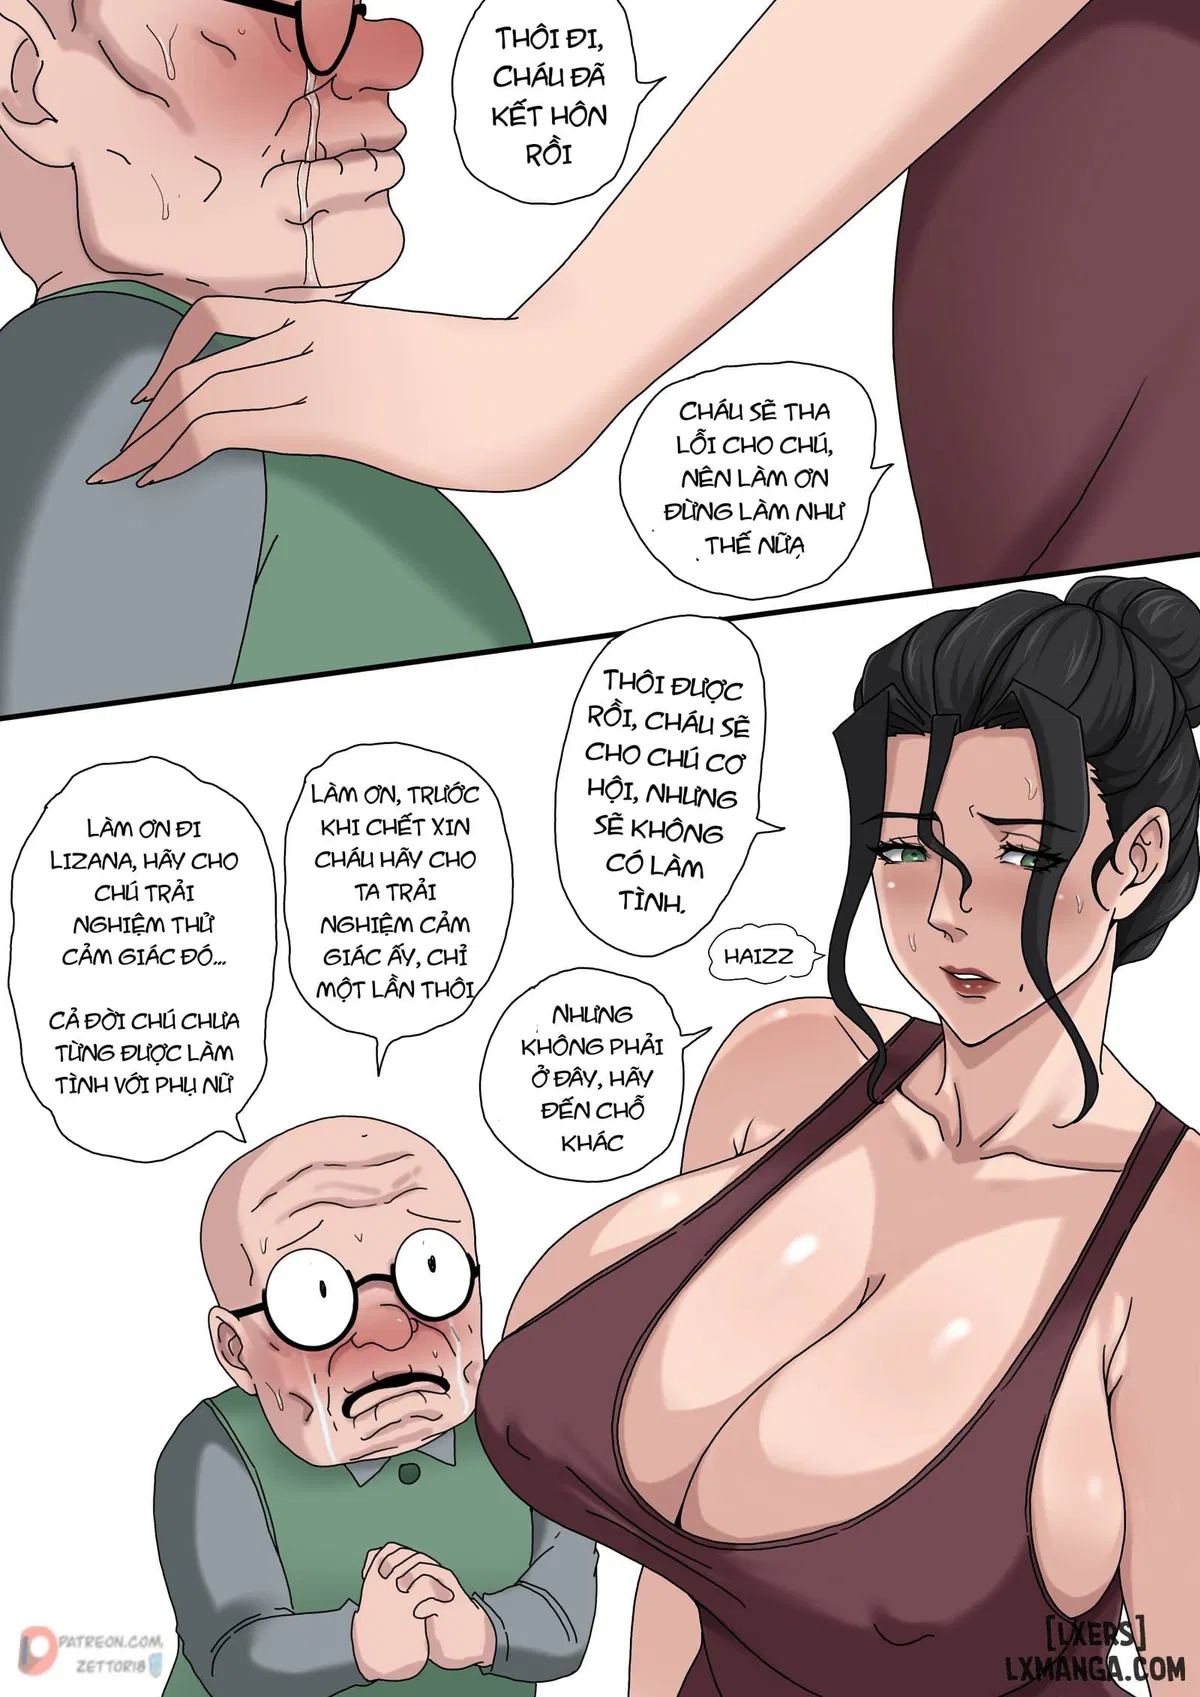 THÔI ĐI,
CHÁU ĐÃ
KẾT HÔN
RỒI
CHÁU SẼ THA
LỖI CHO CHÚ,
NÊN LÀM ƠN
ĐỪNG LÀM NHƯ
THẾ NỮA
THÔI ĐƯỢC
RỒI, CHÁU SẼ
CHO CHÚ CƠ
HỘI, NHƯNG
SẼ KHÔNG
CÓ LÀM
TÌNH.
LÀM ƠN, TRƯỚC
KHI CHẾT XIN
CHÁU HÃY CHO
TA TRẢI
NGHIỆM CẢM
GIÁC ẤY, CHỈ
MỘT LẦN THÔI
LÀM ƠN ĐI
LIZANA, HÃY CHO
CHÚ TRẢI
NGHIỆM THỬ
CẢM GIÁC ĐÓ...
CẢ ĐỜI CHÚ CHƯA
TỪNG ĐƯỢC LÀM
TÌNH VỚI PHỤ NỮ
HAIZZ
NHƯNG
KHÔNG PHẢI
Ở ĐÂY, HÃY
ĐẾN CHỖ
KHÁC
PATREON.COM
ZETTOR18
[LXERS]
LXMANGA.COM